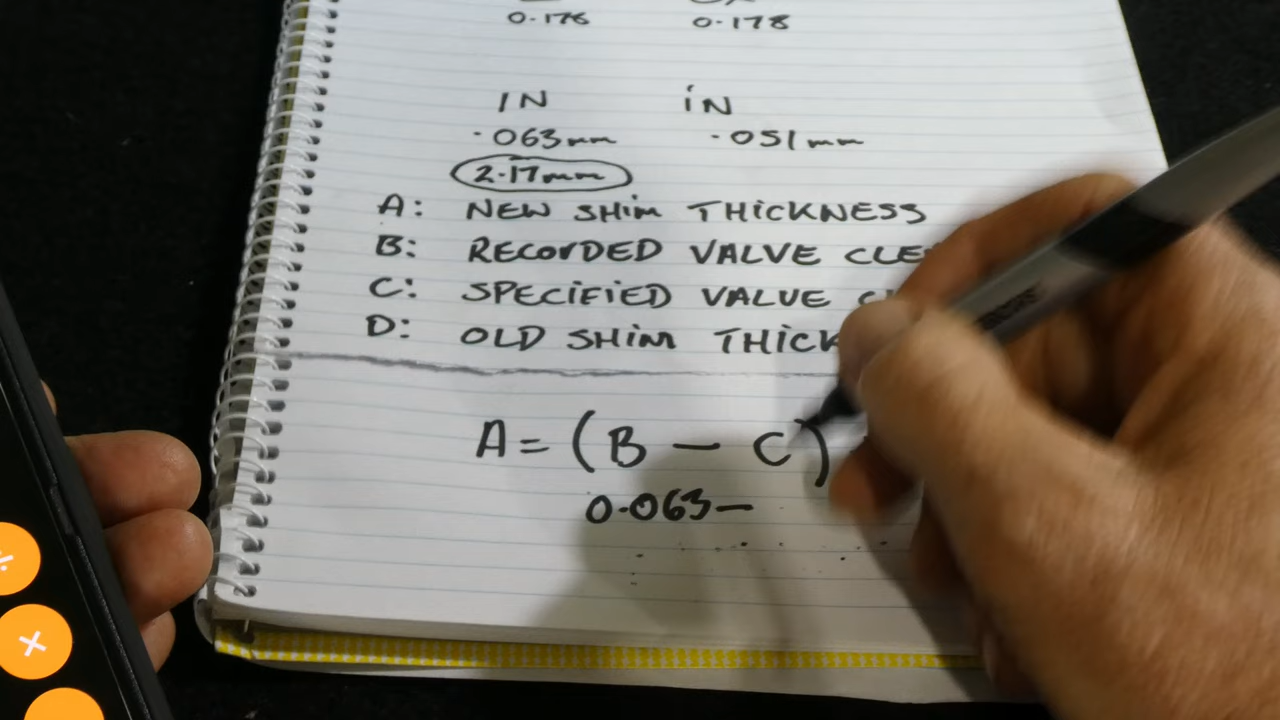 0.176 0.178
IN iN
.063mm .051mm
2.17mm
A: NEW SHiM THiCKNESS
B: RECORDED VALVE
C: SPECiFiED VALVE
D: OLD SHiM
A = (B - C)
0.063-
÷
×